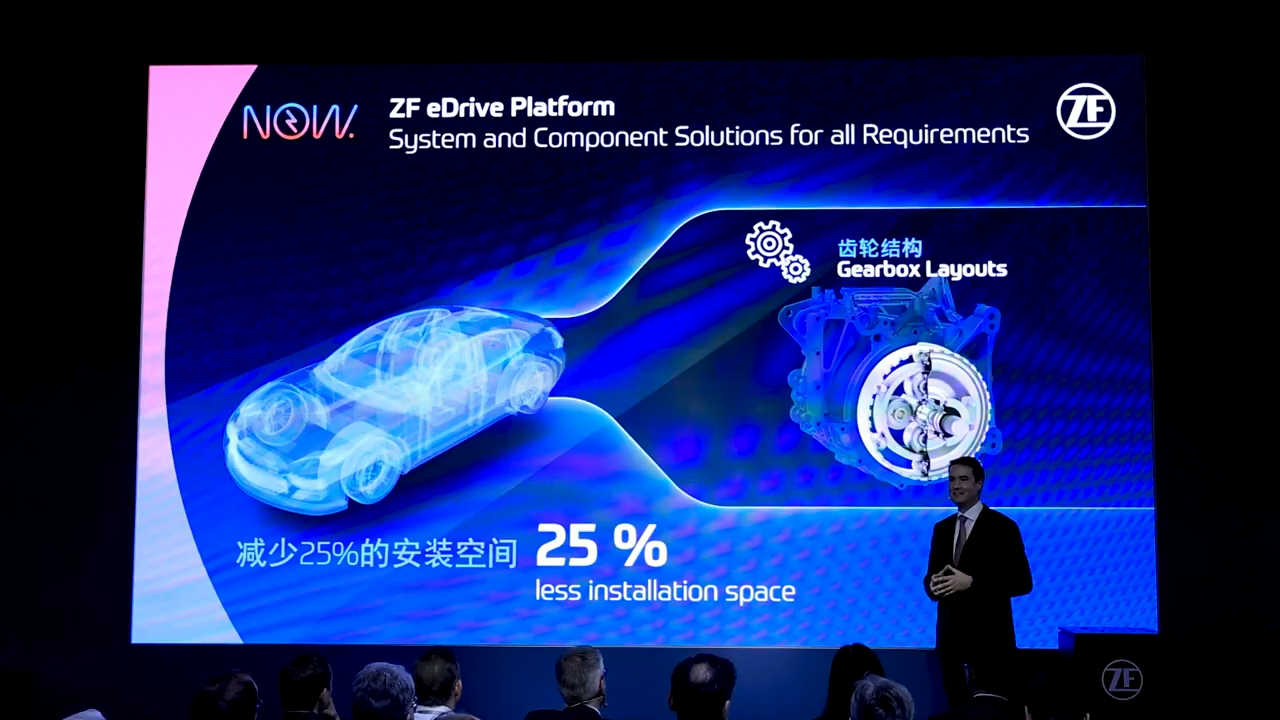 NOW.
ZF eDrive Platform
System and Component Solutions for all Requirements
ZF
齿轮结构
Gearbox Layouts
减少25%的安装空间
25 %
less installation space
ZF